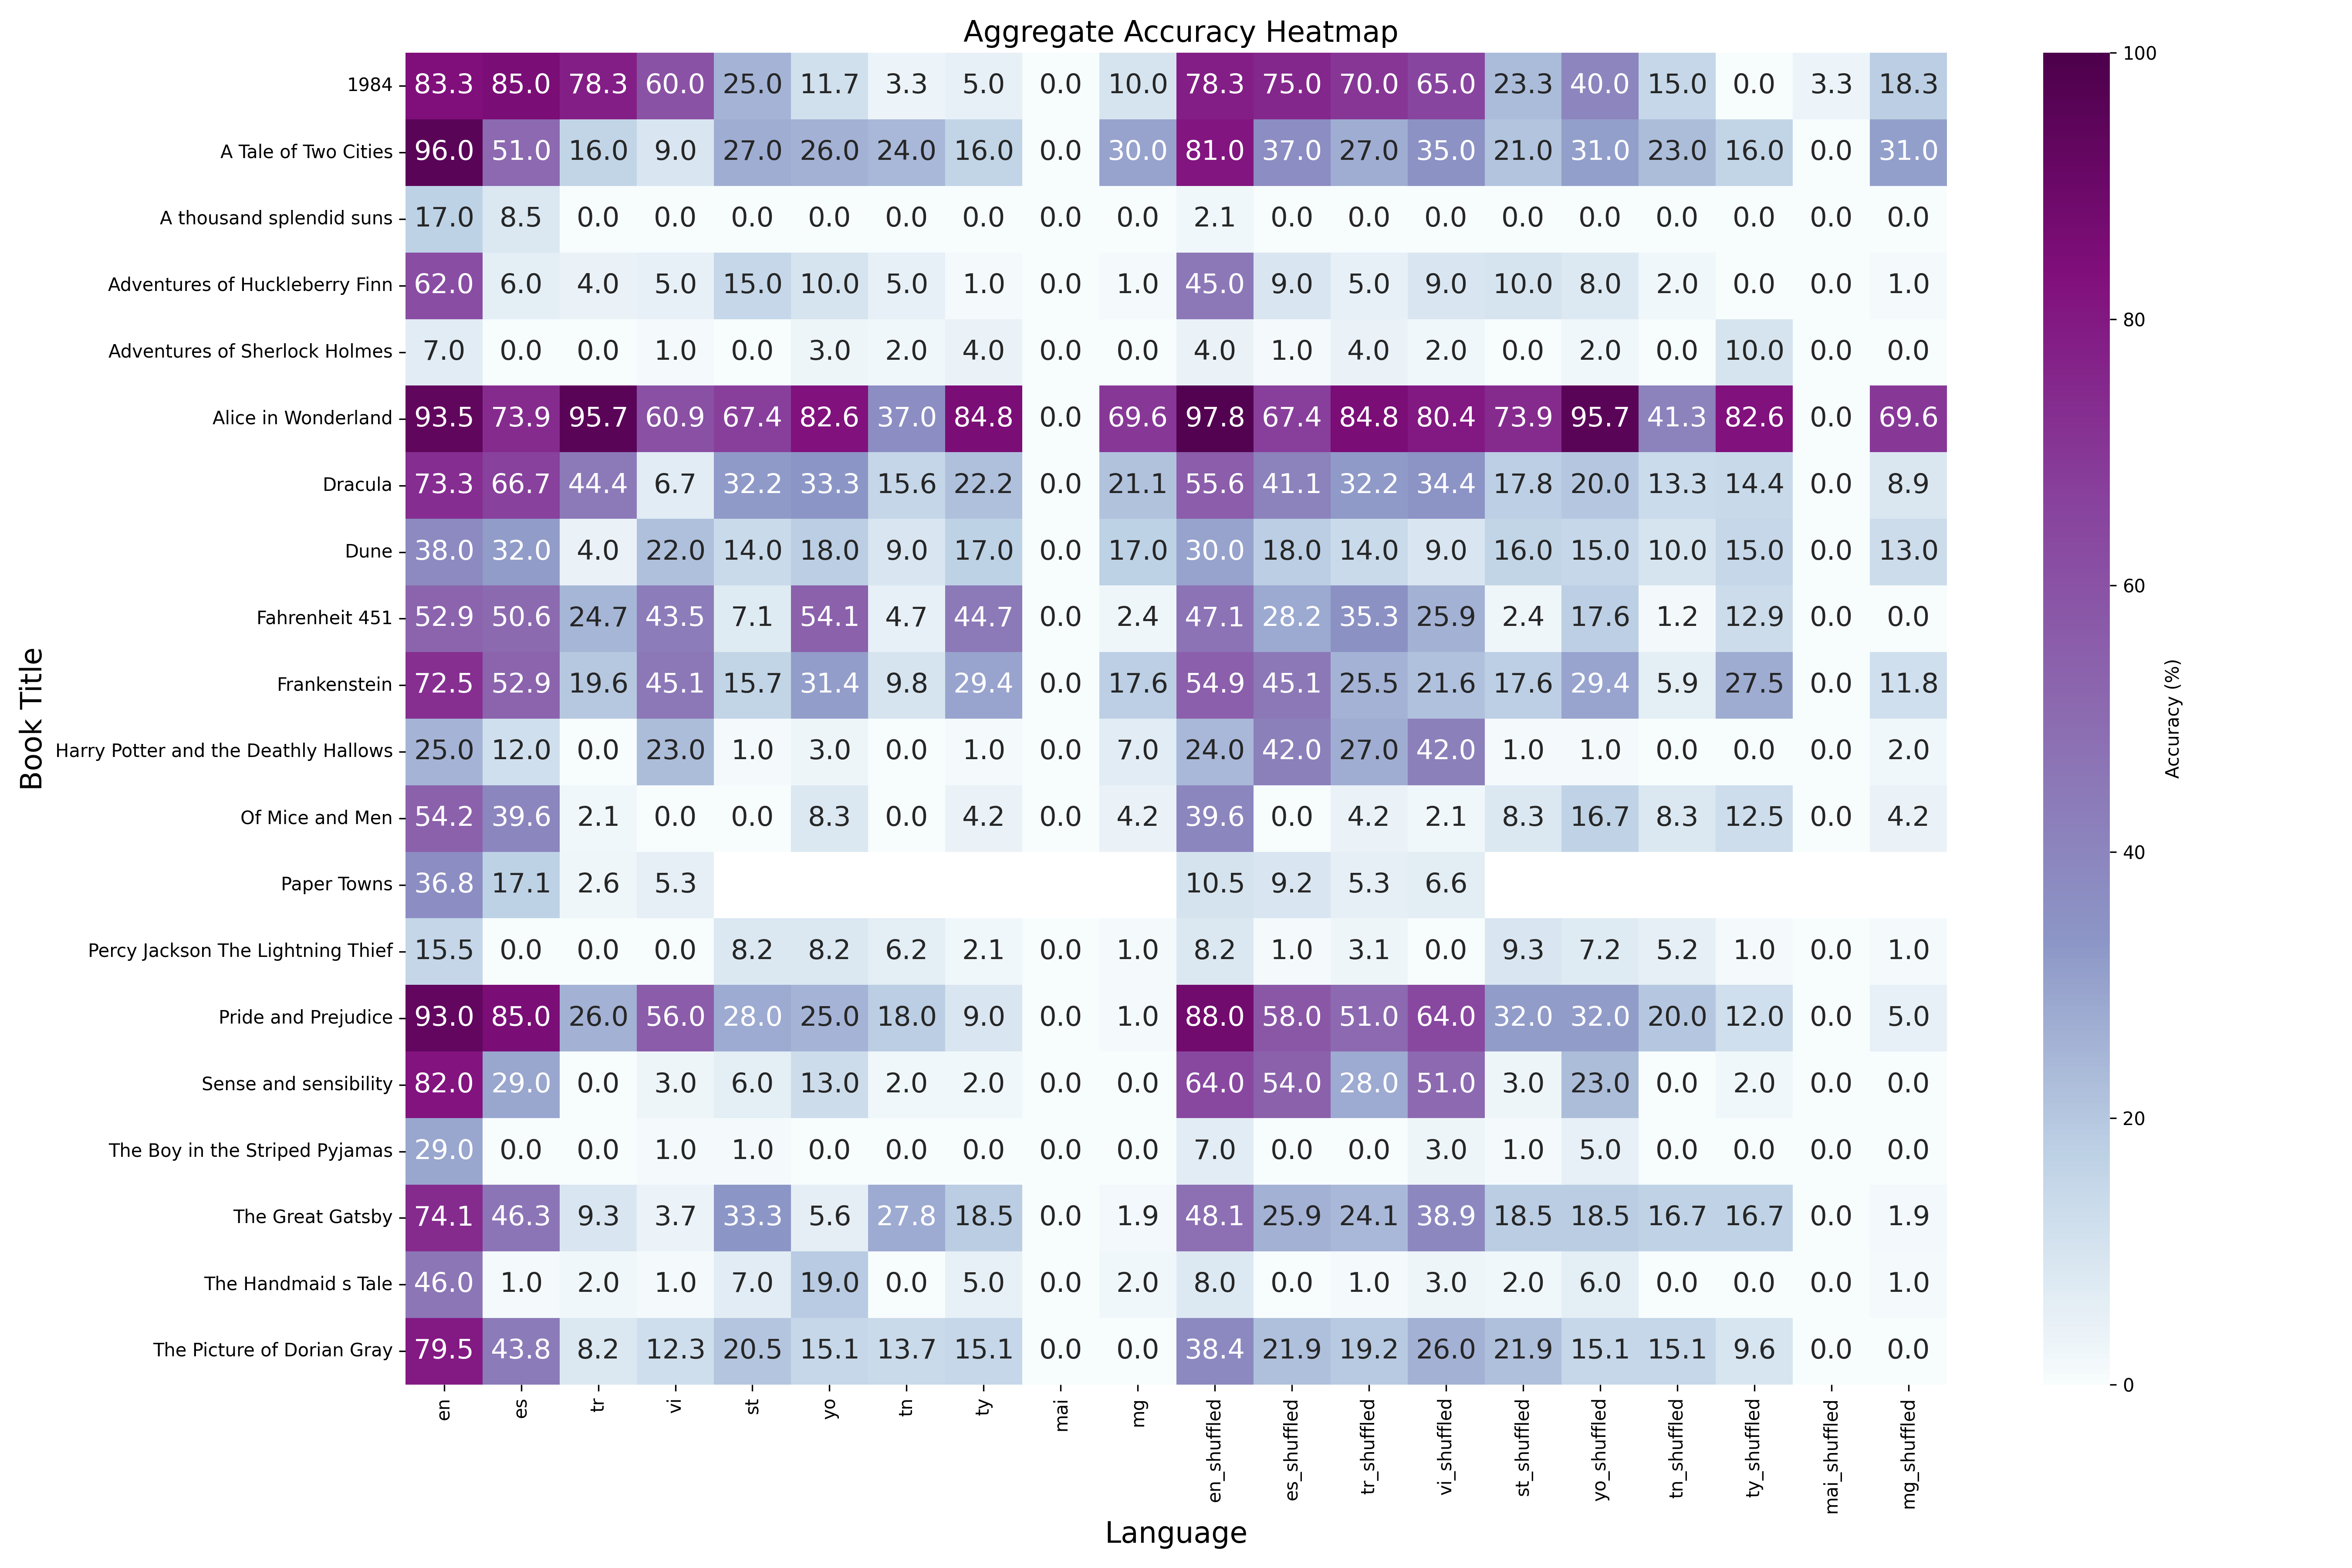 Aggregate Accuracy Heatmap
1984 83.3 85.0 78.3 60.0 25.0 11.7 3.3 5.0 0.0 10.0 78.3 75.0 70.0 65.0 23.3 40.0 15.0 0.0 3.3 18.3
A Tale of Two Cities 96.0 51.0 16.0 9.0 27.0 26.0 24.0 16.0 0.0 30.0 81.0 37.0 27.0 35.0 21.0 31.0 23.0 16.0 0.0 31.0
A thousand splendid suns 17.0 8.5 0.0 0.0 0.0 0.0 0.0 0.0 0.0 0.0 2.1 0.0 0.0 0.0 0.0 0.0 0.0 0.0 0.0 0.0
Adventures of Huckleberry Finn 62.0 6.0 4.0 5.0 15.0 10.0 5.0 1.0 0.0 1.0 45.0 9.0 5.0 9.0 10.0 8.0 2.0 0.0 0.0 1.0
Adventures of Sherlock Holmes 7.0 0.0 0.0 1.0 0.0 3.0 2.0 4.0 0.0 0.0 4.0 1.0 4.0 2.0 0.0 2.0 0.0 10.0 0.0 0.0
Alice in Wonderland 93.5 73.9 95.7 60.9 67.4 82.6 37.0 84.8 0.0 69.6 97.8 67.4 84.8 80.4 73.9 95.7 41.3 82.6 0.0 69.6
Dracula 73.3 66.7 44.4 6.7 32.2 33.3 15.6 22.2 0.0 21.1 55.6 41.1 32.2 34.4 17.8 20.0 13.3 14.4 0.0 8.9
Dune 38.0 32.0 4.0 22.0 14.0 18.0 9.0 17.0 0.0 17.0 30.0 18.0 14.0 9.0 16.0 15.0 10.0 15.0 0.0 13.0
Fahrenheit 451 52.9 50.6 24.7 43.5 7.1 54.1 4.7 44.7 0.0 2.4 47.1 28.2 35.3 25.9 2.4 17.6 1.2 12.9 0.0 0.0
Frankenstein 72.5 52.9 19.6 45.1 15.7 31.4 9.8 29.4 0.0 17.6 54.9 45.1 25.5 21.6 17.6 29.4 5.9 27.5 0.0 11.8
Harry Potter and the Deathly Hallows 25.0 12.0 0.0 23.0 1.0 3.0 0.0 1.0 0.0 7.0 24.0 42.0 27.0 42.0 1.0 1.0 0.0 0.0 0.0 2.0
Of Mice and Men 54.2 39.6 2.1 0.0 0.0 8.3 0.0 4.2 0.0 4.2 39.6 0.0 4.2 2.1 8.3 16.7 8.3 12.5 0.0 4.2
Paper Towns 36.8 17.1 2.6 5.3 10.5 9.2 5.3 6.6
Percy Jackson The Lightning Thief 15.5 0.0 0.0 0.0 8.2 8.2 6.2 2.1 0.0 1.0 8.2 1.0 3.1 0.0 9.3 7.2 5.2 1.0 0.0 1.0
Pride and Prejudice 93.0 85.0 26.0 56.0 28.0 25.0 18.0 9.0 0.0 1.0 88.0 58.0 51.0 64.0 32.0 32.0 20.0 12.0 0.0 5.0
Sense and sensibility 82.0 29.0 0.0 3.0 6.0 13.0 2.0 2.0 0.0 0.0 64.0 54.0 28.0 51.0 3.0 23.0 0.0 2.0 0.0 0.0
The Boy in the Striped Pyjamas 29.0 0.0 0.0 1.0 1.0 0.0 0.0 0.0 0.0 0.0 7.0 0.0 0.0 3.0 1.0 5.0 0.0 0.0 0.0 0.0
The Great Gatsby 74.1 46.3 9.3 3.7 33.3 5.6 27.8 18.5 0.0 1.9 48.1 25.9 24.1 38.9 18.5 18.5 16.7 16.7 0.0 1.9
The Handmaid s Tale 46.0 1.0 2.0 1.0 7.0 19.0 0.0 5.0 0.0 2.0 8.0 0.0 1.0 3.0 2.0 6.0 0.0 0.0 0.0 1.0
The Picture of Dorian Gray 79.5 43.8 8.2 12.3 20.5 15.1 13.7 15.1 0.0 0.0 38.4 21.9 19.2 26.0 21.9 15.1 15.1 9.6 0.0 0.0
en es tr vi st yo tn ty mai mg en_shuffled es_shuffled tr_shuffled vi_shuffled st_shuffled yo_shuffled tn_shuffled ty_shuffled mai_shuffled mg_shuffled
Language
Book Title
100
80
60
40
20
0
Accuracy (%)